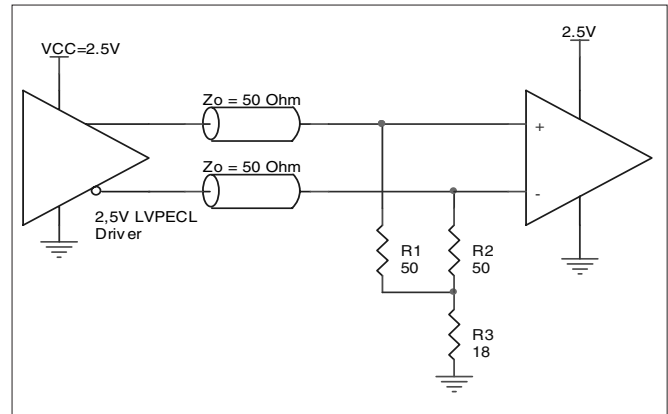 2.5V
VCC=2.5V
Zo = 50 Ohm
+
Zo = 50 Ohm
-
2,5V LVPECL
Driver
R1
50
R2
50
R3
18